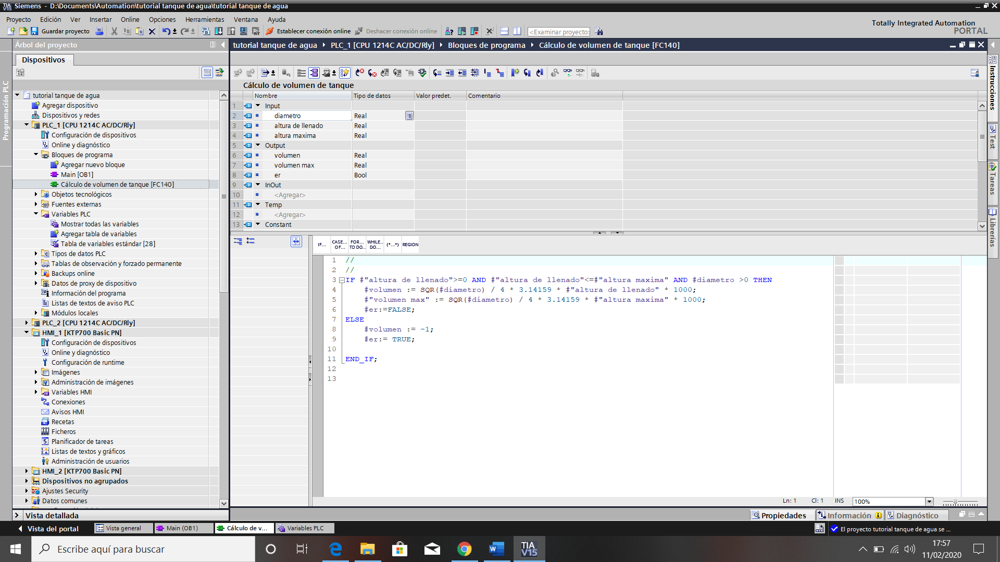 Siemens - D:\Documents\Automation\tutorial tanque de agua\tutorial tanque de agua
Proyecto Edición Ver Insertar Online Opciones Herramientas Ventana Ayuda
Totally Integrated Automation
PORTAL
Guardar proyecto
Establecer conexión online
Deshacer conexión online
<Examinar proyecto>
Árbol del proyecto
tutorial tanque de agua PLC_1 [CPU 1214C AC/DC/Rly] Bloques de programa Cálculo de volumen de tanque [FC140]
Dispositivos
Programación PLC
tutorial tanque de agua
Agregar dispositivo
Dispositivos y redes
PLC_1 [CPU 1214C AC/DC/Rly]
Configuración de dispositivos
Online y diagnóstico
Bloques de programa
Agregar nuevo bloque
Main [OB1]
Cálculo de volumen de tanque [FC140]
Objetos tecnológicos
Fuentes externas
Variables PLC
Mostrar todas las variables
Agregar tabla de variables
Tabla de variables estándar [28]
Tipos de datos PLC
Tablas de observación y forzado permanente
Backups online
Datos de proxy de dispositivo
Información del programa
Listas de textos de aviso PLC
Módulos locales
PLC_2 [CPU 1214C AC/DC/Rly]
HMI_1 [KTP700 Basic PN]
Configuración de dispositivos
Online y diagnóstico
Configuración de runtime
Imágenes
Administración de imágenes
Variables HMI
Conexiones
Avisos HMI
Recetas
Ficheros
Planificador de tareas
Listas de textos y gráficos
Administración de usuarios
HMI_2 [KTP700 Basic PN]
Dispositivos no agrupados
Ajustes Security
Datos comunes
Vista detallada
Cálculo de volumen de tanque
Nombre Tipo de datos Valor predet. Comentario
1 Input
2 diametro Real
3 altura de llenado Real
4 altura maxima Real
5 Output
6 volumen Real
7 volumen max Real
8 er Bool
9 InOut
10 <Agregar>
11 Temp
12 <Agregar>
13 Constant
IF... CASE... OF... FOR... TO DO.. WHILE.. DO... (*...*) REGION
1 //
2 //
3 IF #"altura de llenado">=0 AND #"altura de llenado"<=#"altura maxima" AND #diametro >0 THEN
4 #volumen := SQR(#diametro) / 4 * 3.14159 * #"altura de llenado" * 1000;
5 #"volumen max" := SQR(#diametro) / 4 * 3.14159 * #"altura maxima" * 1000;
6 #er:=FALSE;
7 ELSE
8 #volumen := -1;
9 #er:= TRUE;
10
11 END_IF;
12
13
Ln: 1 Cl: 1 INS 100%
Propiedades Información Diagnóstico
Instrucciones
Test
Tareas
Librerías
Vista del portal Vista general Main (OB1) Cálculo de v... Variables PLC
El proyecto tutorial tanque de agua se ...
Escribe aquí para buscar
TIA V15
17:57
11/02/2020